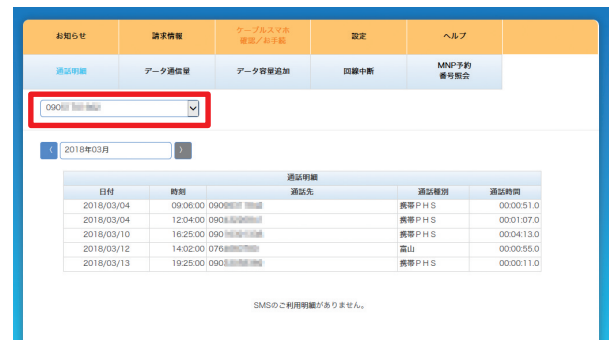 お知らせ 請求情報 ケーブルスマホ 設定 ヘルプ
確認／お手続
通話明細 データ通信量 データ容量追加 回線中断 MNP予約
番号照会
090
〈 2018年03月 〉
通話明細
日付 時刻 通話先 通話種別 通話時間
2018/03/04 09:06:00 090 携帯ＰＨＳ 00:00:51.0
2018/03/04 12:04:00 090 携帯ＰＨＳ 00:01:07.0
2018/03/10 16:25:00 090 携帯ＰＨＳ 00:04:13.0
2018/03/12 14:02:00 076 富山 00:00:55.0
2018/03/13 19:25:00 090 携帯ＰＨＳ 00:00:11.0
SMSのご利用明細がありません。